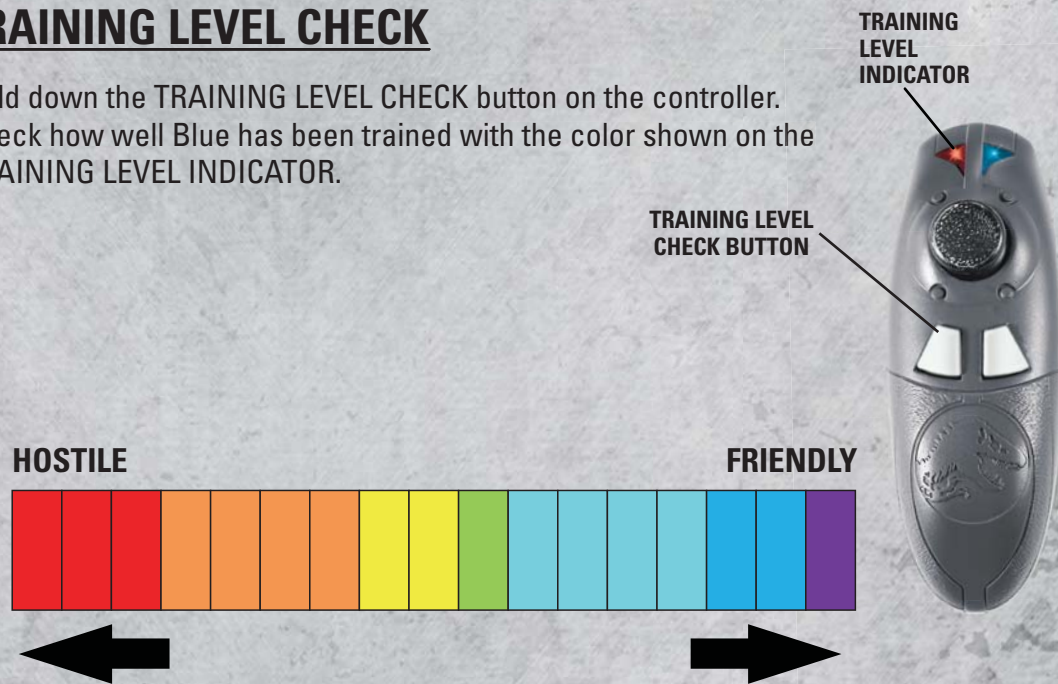 RAINING LEVEL CHECK
ld down the TRAINING LEVEL CHECK button on the controller.
eck how well Blue has been trained with the color shown on the
AINING LEVEL INDICATOR.
TRAINING
LEVEL
INDICATOR
TRAINING LEVEL
CHECK BUTTON
HOSTILE
FRIENDLY